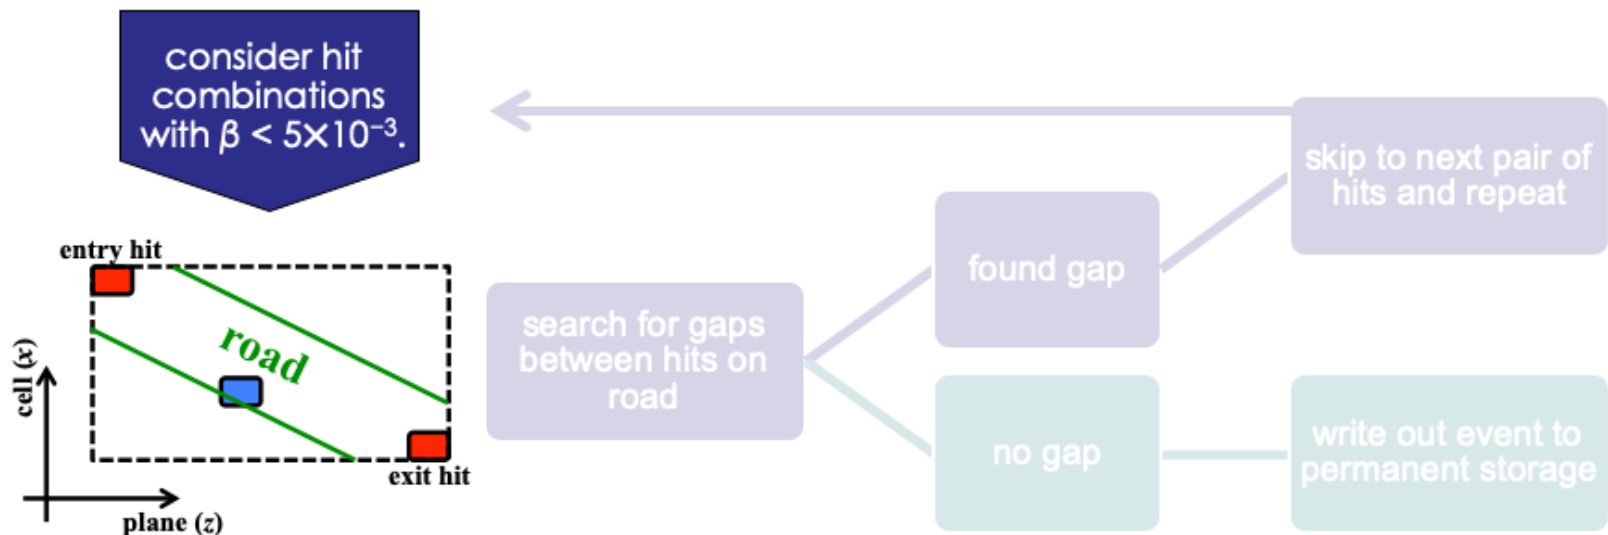 consider hit
combinations
with β < 5×10⁻³.
entry hit
road
cell (x)
exit hit
plane (z)
search for gaps
between hits on
road
found gap
no gap
skip to next pair of
hits and repeat
write out event to
permanent storage